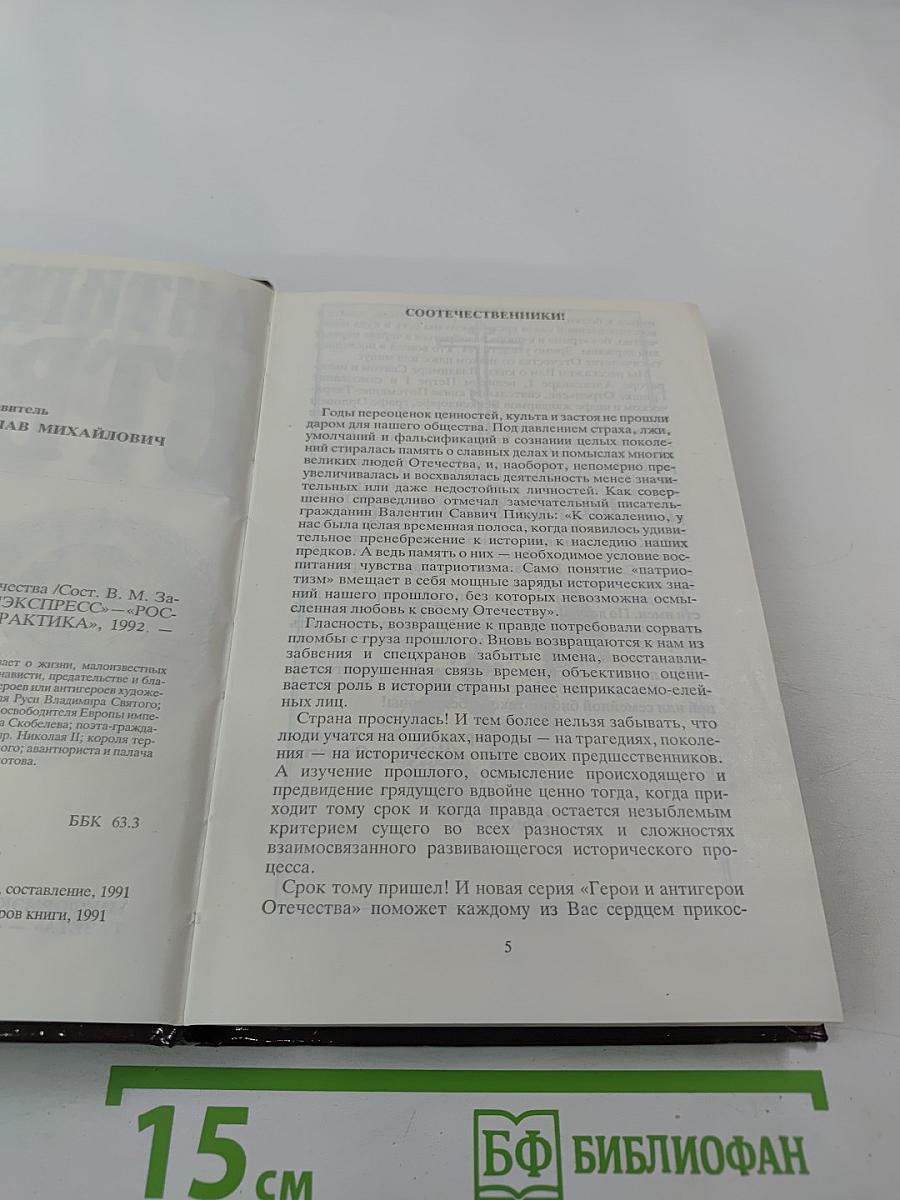 НТИГЕ
витель
ЛАВ МИХАЙЛОВИЧ
чества /Сост. В. М. За-
ЭКСПРЕСС»—«РОС-
РАКТИКА», 1992. —
вает о жизни, малоизвестных
нависти, предательстве и бла-
героев или антигероев художе-
ля Руси Владимира Святого;
освободителя Европы импе-
а Скобелева; поэта-гражда-
р. Николая II; короля тер-
ного; авантюриста и палача
отова.
ББК 63.3
, составление, 1991
ров книги, 1991
СООТЕЧЕСТВЕННИКИ!
Годы переоценок ценностей, культа и застоя не прошли
даром для нашего общества. Под давлением страха, лжи,
умолчаний и фальсификаций в сознании целых поколе-
ний стиралась память о славных делах и помыслах многих
великих людей Отечества, и, наоборот, непомерно пре-
увеличивалась и восхвалялась деятельность менее значи-
тельных или даже недостойных личностей. Как совер-
шенно справедливо отмечал замечательный писатель-
гражданин Валентин Саввич Пикуль: «К сожалению, у
нас была целая временная полоса, когда появилось удиви-
тельное пренебрежение к истории, к наследию наших
предков. А ведь память о них — необходимое условие вос-
питания чувства патриотизма. Само понятие «патрио-
тизм» вмещает в себя мощные заряды исторических зна-
ний нашего прошлого, без которых невозможна осмы-
сленная любовь к своему Отечеству».
Гласность, возвращение к правде потребовали сорвать
пломбы с груза прошлого. Вновь возвращаются к нам из
забвения и спецхранов забытые имена, восстанавли-
вается порушенная связь времен, объективно оцени-
вается роль в истории страны ранее неприкасаемо-елей-
ных лиц.
Страна проснулась! И тем более нельзя забывать, что
люди учатся на ошибках, народы — на трагедиях, поколе-
ния — на историческом опыте своих предшественников.
А изучение прошлого, осмысление происходящего и
предвидение грядущего вдвойне ценно тогда, когда при-
ходит тому срок и когда правда остается незыблемым
критерием сущего во всех разностях и сложностях
взаимосвязанного развивающегося исторического про-
цесса.
Срок тому пришел! И новая серия «Герои и антигерои
Отечества» поможет каждому из Вас сердцем прикос-
5
15 см
БФ БИБЛИОФАН